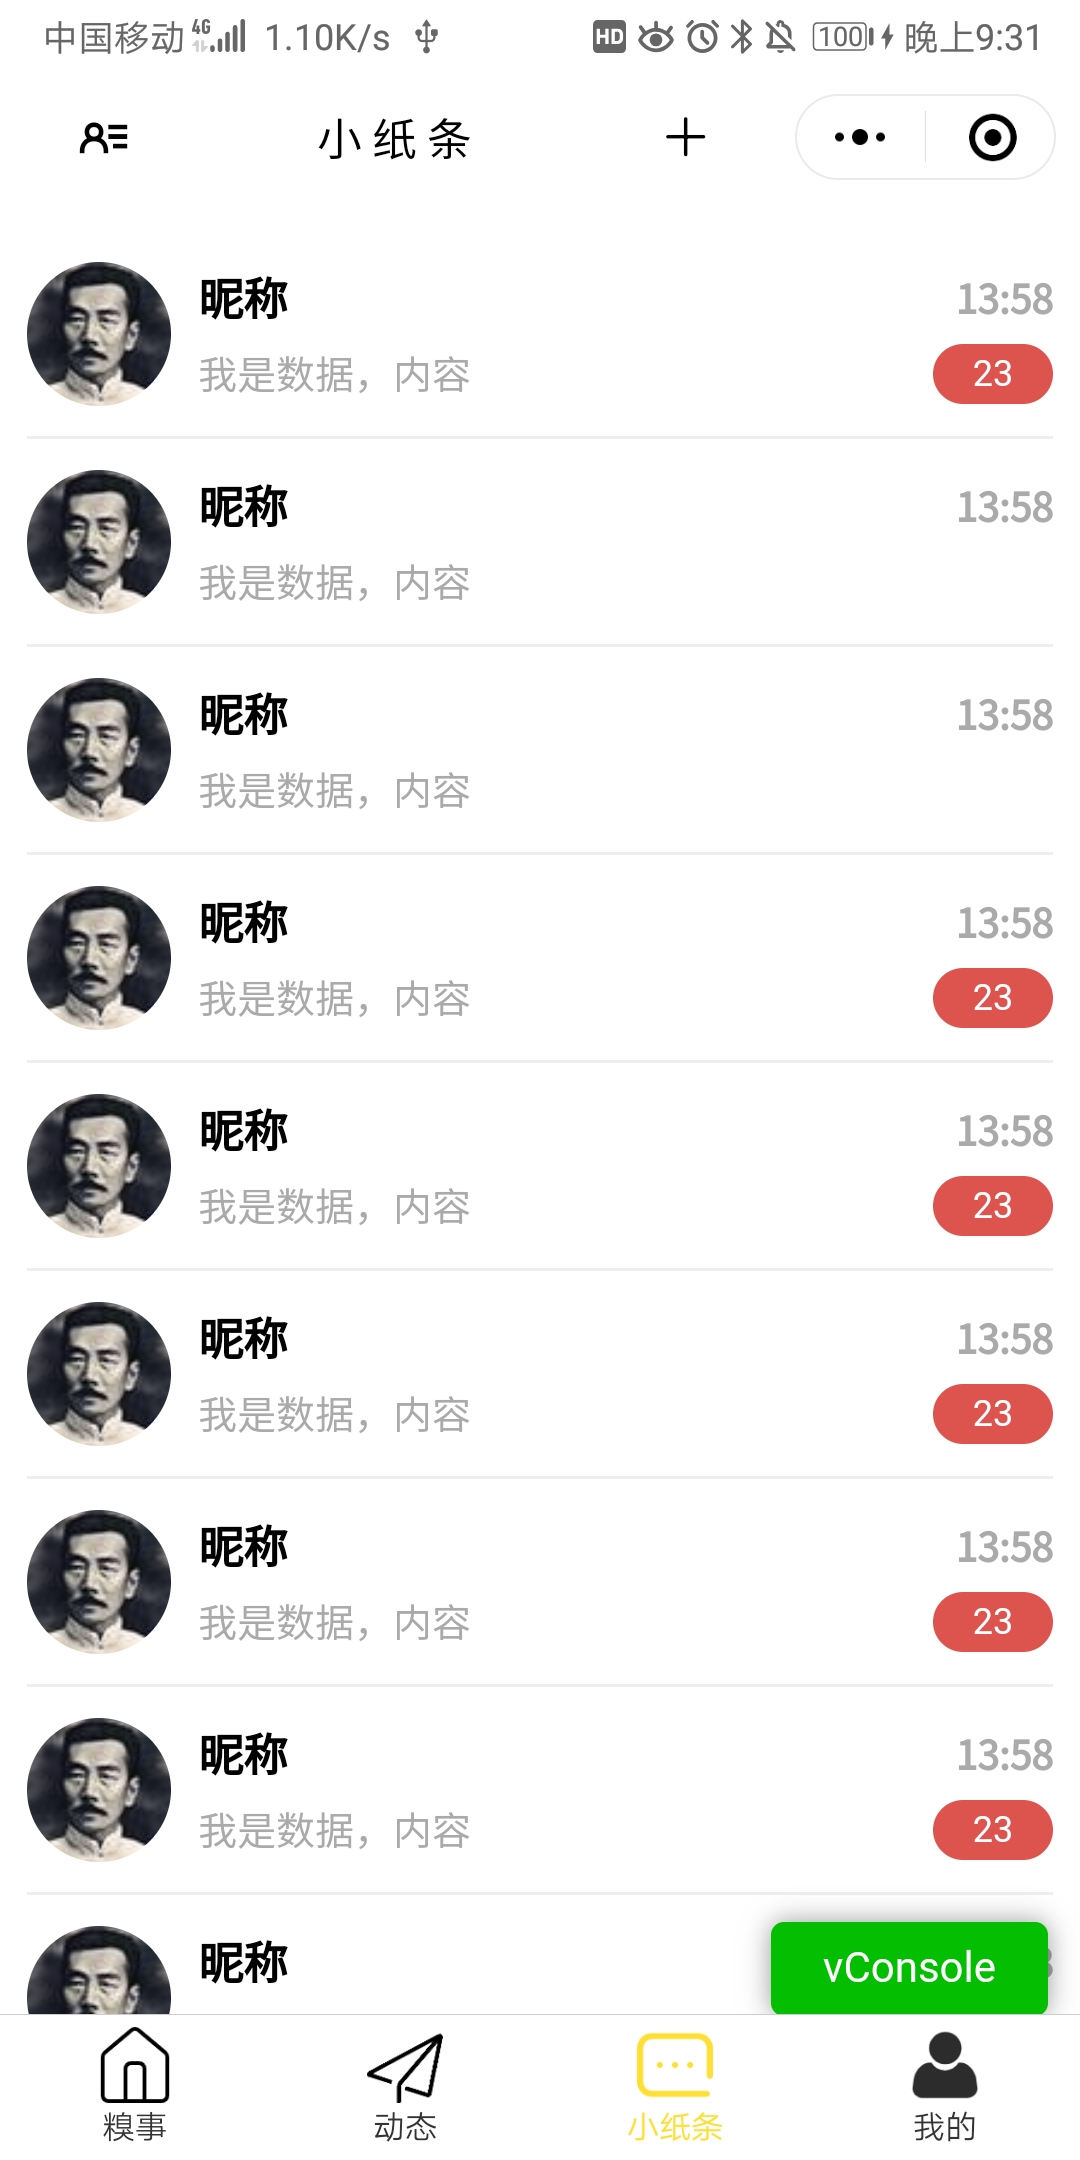 中国移动 4G 1.10K/s HD 100 晚上9:31
小纸条
昵称 13:58
我是数据，内容 23
昵称 13:58
我是数据，内容
昵称 13:58
我是数据，内容
昵称 13:58
我是数据，内容 23
昵称 13:58
我是数据，内容 23
昵称 13:58
我是数据，内容 23
昵称 13:58
我是数据，内容 23
昵称 13:58
我是数据，内容 23
昵称
vConsole
糗事 动态 小纸条 我的